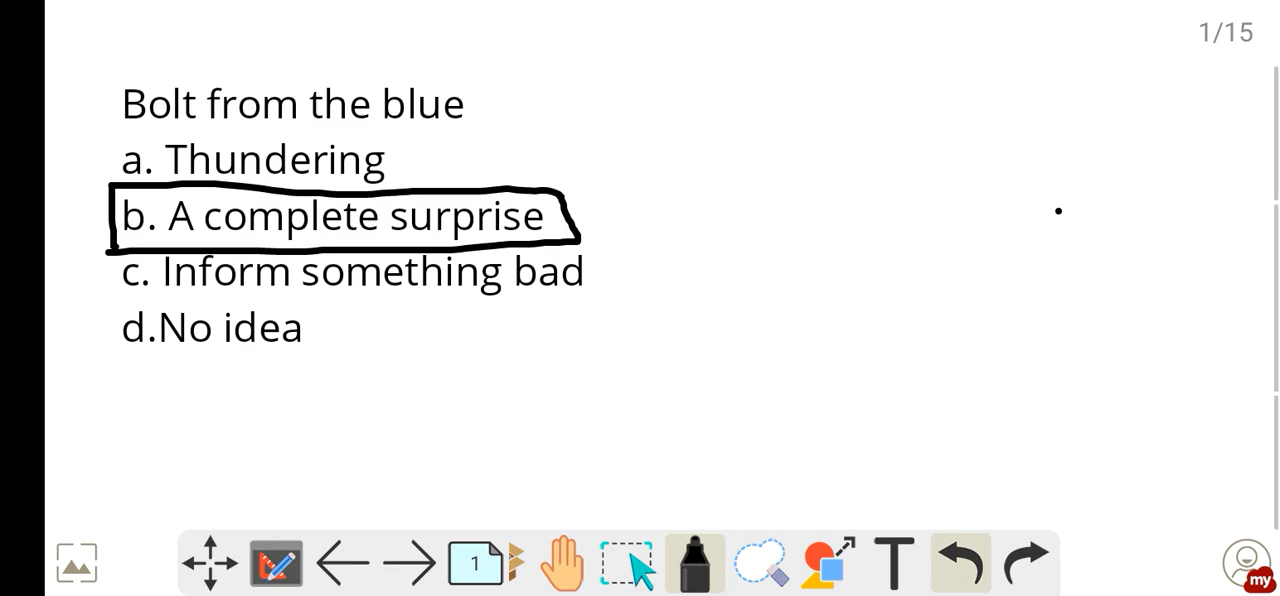 1/15
Bolt from the blue
a. Thundering
b. A complete surprise
c. Inform something bad
d.No idea
1
T
my